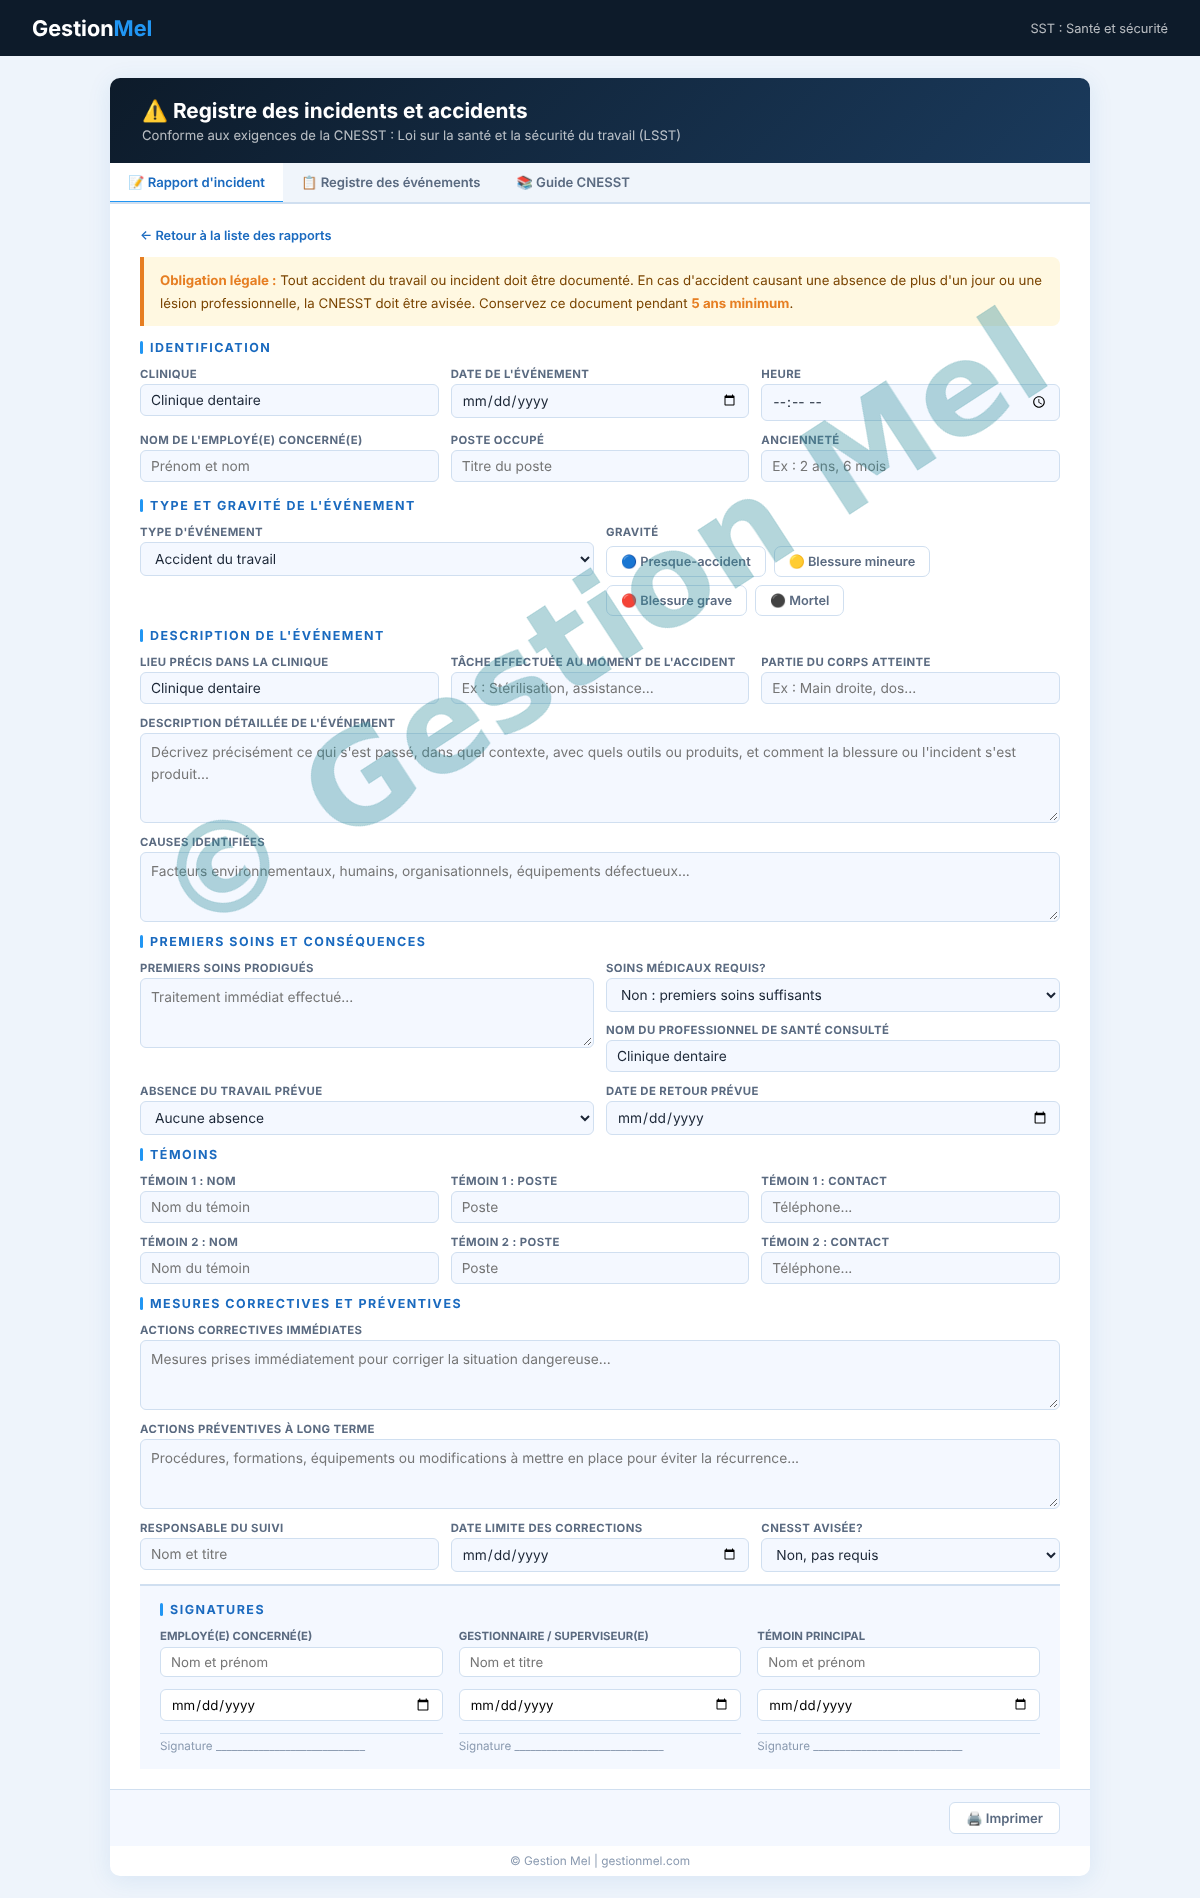 GestionMel
SST : Santé et sécurité
⚠️ Registre des incidents et accidents
Conforme aux exigences de la CNESST : Loi sur la santé et la sécurité du travail (LSST)
📝 Rapport d'incident
📋 Registre des événements
📚 Guide CNESST
← Retour à la liste des rapports
Obligation légale : Tout accident du travail ou incident doit être documenté. En cas d'accident causant une absence de plus d'un jour ou une
lésion professionnelle, la CNESST doit être avisée. Conservez ce document pendant 5 ans minimum.
IDENTIFICATION
CLINIQUE
DATE DE L'ÉVÉNEMENT
HEURE
Clinique dentaire
mm/dd/yyyy
--:-- --
NOM DE L'EMPLOYÉ(E) CONCERNÉ(E)
POSTE OCCUPÉ
ANCIENNETÉ
Prénom et nom
Titre du poste
Ex : 2 ans, 6 mois
TYPE ET GRAVITÉ DE L'ÉVÉNEMENT
TYPE D'ÉVÉNEMENT
GRAVITÉ
Accident du travail
🔵 Presque-accident
🟡 Blessure mineure
🔴 Blessure grave
⚫ Mortel
DESCRIPTION DE L'ÉVÉNEMENT
LIEU PRÉCIS DANS LA CLINIQUE
TÂCHE EFFECTUÉE AU MOMENT DE L'ACCIDENT
PARTIE DU CORPS ATTEINTE
Clinique dentaire
Ex : Stérilisation, assistance...
Ex : Main droite, dos...
DESCRIPTION DÉTAILLÉE DE L'ÉVÉNEMENT
Décrivez précisément ce qui s'est passé, dans quel contexte, avec quels outils ou produits, et comment la blessure ou l'incident s'est
produit...
CAUSES IDENTIFIÉES
Facteurs environnementaux, humains, organisationnels, équipements défectueux...
© Gestion Mel
PREMIERS SOINS ET CONSÉQUENCES
PREMIERS SOINS PRODIGUÉS
SOINS MÉDICAUX REQUIS?
Traitement immédiat effectué...
Non : premiers soins suffisants
NOM DU PROFESSIONNEL DE SANTÉ CONSULTÉ
Clinique dentaire
ABSENCE DU TRAVAIL PRÉVUE
DATE DE RETOUR PRÉVUE
Aucune absence
mm/dd/yyyy
TÉMOINS
TÉMOIN 1 : NOM
TÉMOIN 1 : POSTE
TÉMOIN 1 : CONTACT
Nom du témoin
Poste
Téléphone...
TÉMOIN 2 : NOM
TÉMOIN 2 : POSTE
TÉMOIN 2 : CONTACT
Nom du témoin
Poste
Téléphone...
MESURES CORRECTIVES ET PRÉVENTIVES
ACTIONS CORRECTIVES IMMÉDIATES
Mesures prises immédiatement pour corriger la situation dangereuse...
ACTIONS PRÉVENTIVES À LONG TERME
Procédures, formations, équipements ou modifications à mettre en place pour éviter la récurrence...
RESPONSABLE DU SUIVI
DATE LIMITE DES CORRECTIONS
CNESST AVISÉE?
Nom et titre
mm/dd/yyyy
Non, pas requis
SIGNATURES
EMPLOYÉ(E) CONCERNÉ(E)
GESTIONNAIRE / SUPERVISEUR(E)
TÉMOIN PRINCIPAL
Nom et prénom
Nom et titre
Nom et prénom
mm/dd/yyyy
mm/dd/yyyy
mm/dd/yyyy
Signature ____________________________
Signature ____________________________
Signature ____________________________
🖨️ Imprimer
© Gestion Mel | gestionmel.com